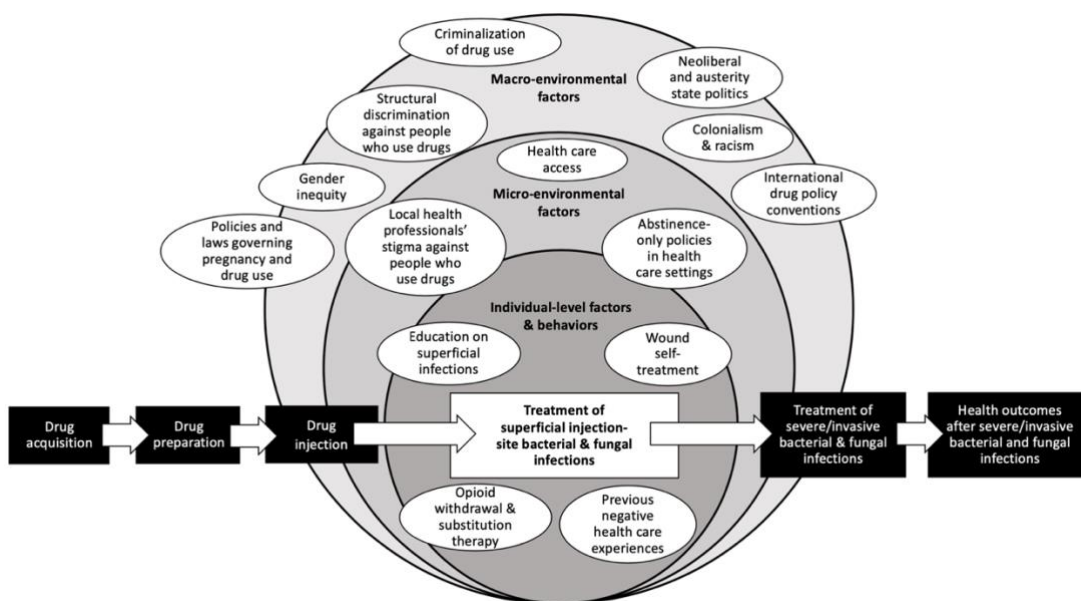 Criminalization
of drug use
Macro-environmental
factors
Neoliberal
and austerity
state politics
Structural
discrimination
against people
who use drugs
Colonialism
& racism
Health care
access
Gender
inequity
International
drug policy
conventions
Micro-environmental
factors
Policies and
laws governing
pregnancy and
drug use
Local health
professionals’
stigma against
people who
use drugs
Abstinence-
only policies
in health
care settings
Individual-level factors
& behaviors
Education on
superficial
infections
Wound
self-
treatment
Drug
acquisition
Drug
preparation
Drug
injection
Treatment of
superficial injection-
site bacterial & fungal
infections
Treatment of
severe/invasive
bacterial & fungal
infections
Health outcomes
after severe/invasive
bacterial and fungal
infections
Opioid
withdrawal &
substitution
therapy
Previous
negative
health care
experiences